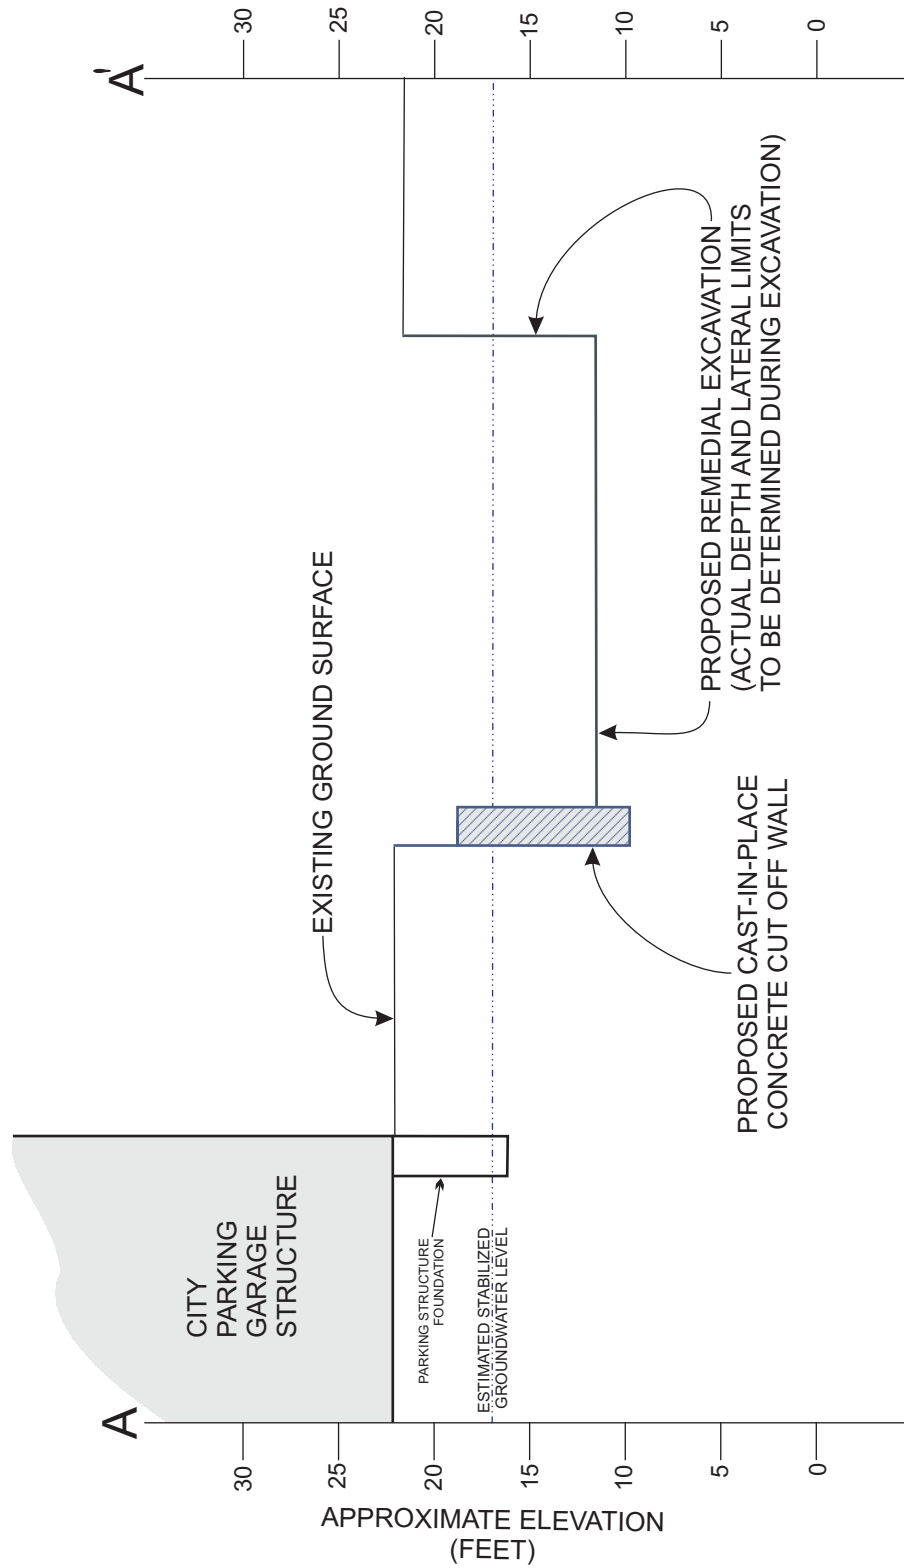 A
A'
30
25
20
15
10
5
0
APPROXIMATE ELEVATION
(FEET)
30
25
20
15
10
5
0
CITY
PARKING
GARAGE
STRUCTURE
PARKING STRUCTURE
FOUNDATION
ESTIMATED STABILIZED
GROUNDWATER LEVEL
EXISTING GROUND SURFACE
PROPOSED CAST-IN-PLACE
CONCRETE CUT OFF WALL
PROPOSED REMEDIAL EXCAVATION
(ACTUAL DEPTH AND LATERAL LIMITS
TO BE DETERMINED DURING EXCAVATION)